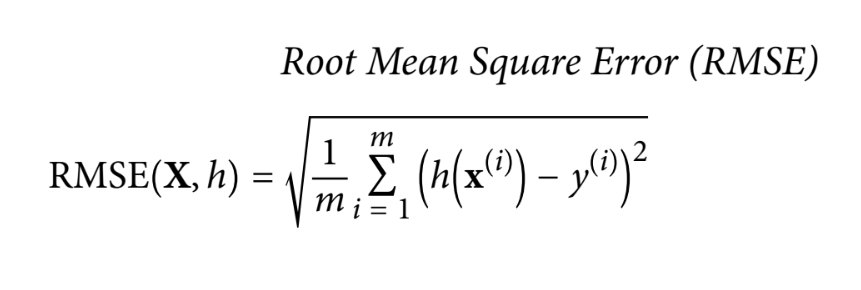 Root Mean Square Error (RMSE)
RMSE(𝐗, h) = √(1/m ∑_{i = 1}^{m} (h(𝐱^{(i)}) − y^{(i)})^2)